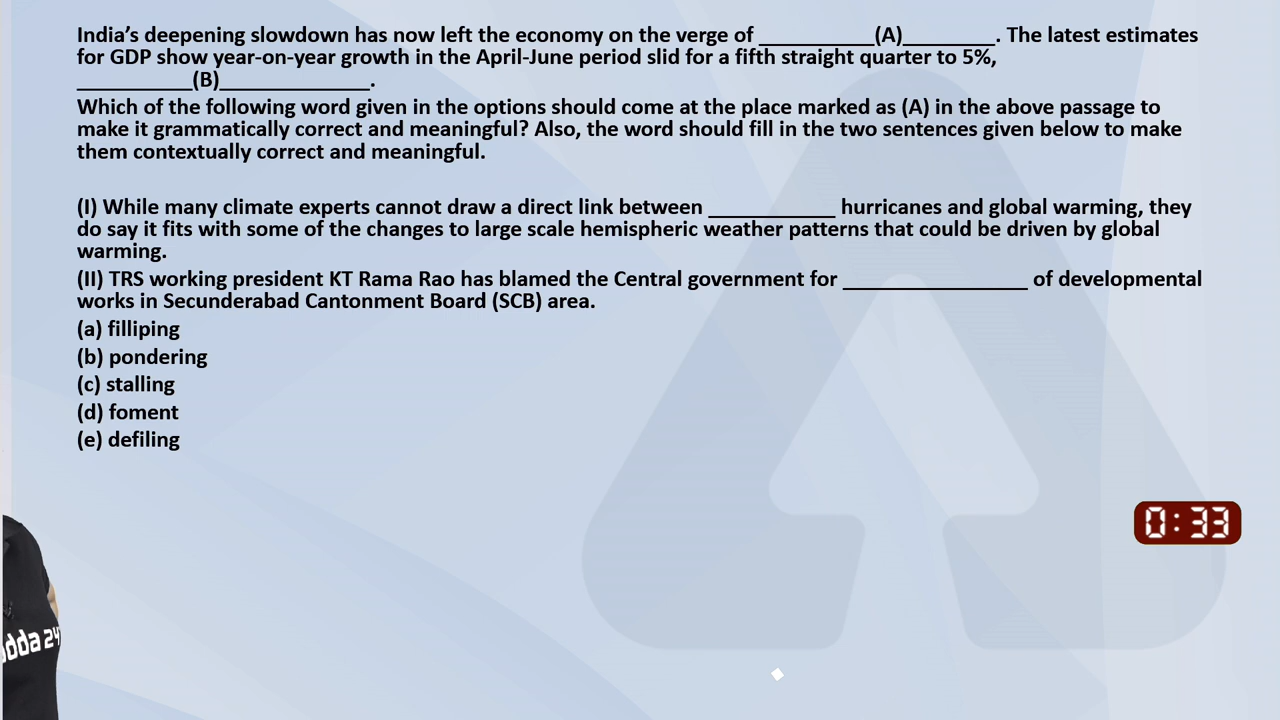 India's deepening slowdown has now left the economy on the verge of __________(A)________. The latest estimates
for GDP show year-on-year growth in the April-June period slid for a fifth straight quarter to 5%,
__________(B)_____________.
Which of the following word given in the options should come at the place marked as (A) in the above passage to
make it grammatically correct and meaningful? Also, the word should fill in the two sentences given below to make
them contextually correct and meaningful.
(I) While many climate experts cannot draw a direct link between ___________ hurricanes and global warming, they
do say it fits with some of the changes to large scale hemispheric weather patterns that could be driven by global
warming.
(II) TRS working president KT Rama Rao has blamed the Central government for ________________ of developmental
works in Secunderabad Cantonment Board (SCB) area.
(a) filliping
(b) pondering
(c) stalling
(d) foment
(e) defiling
0:33